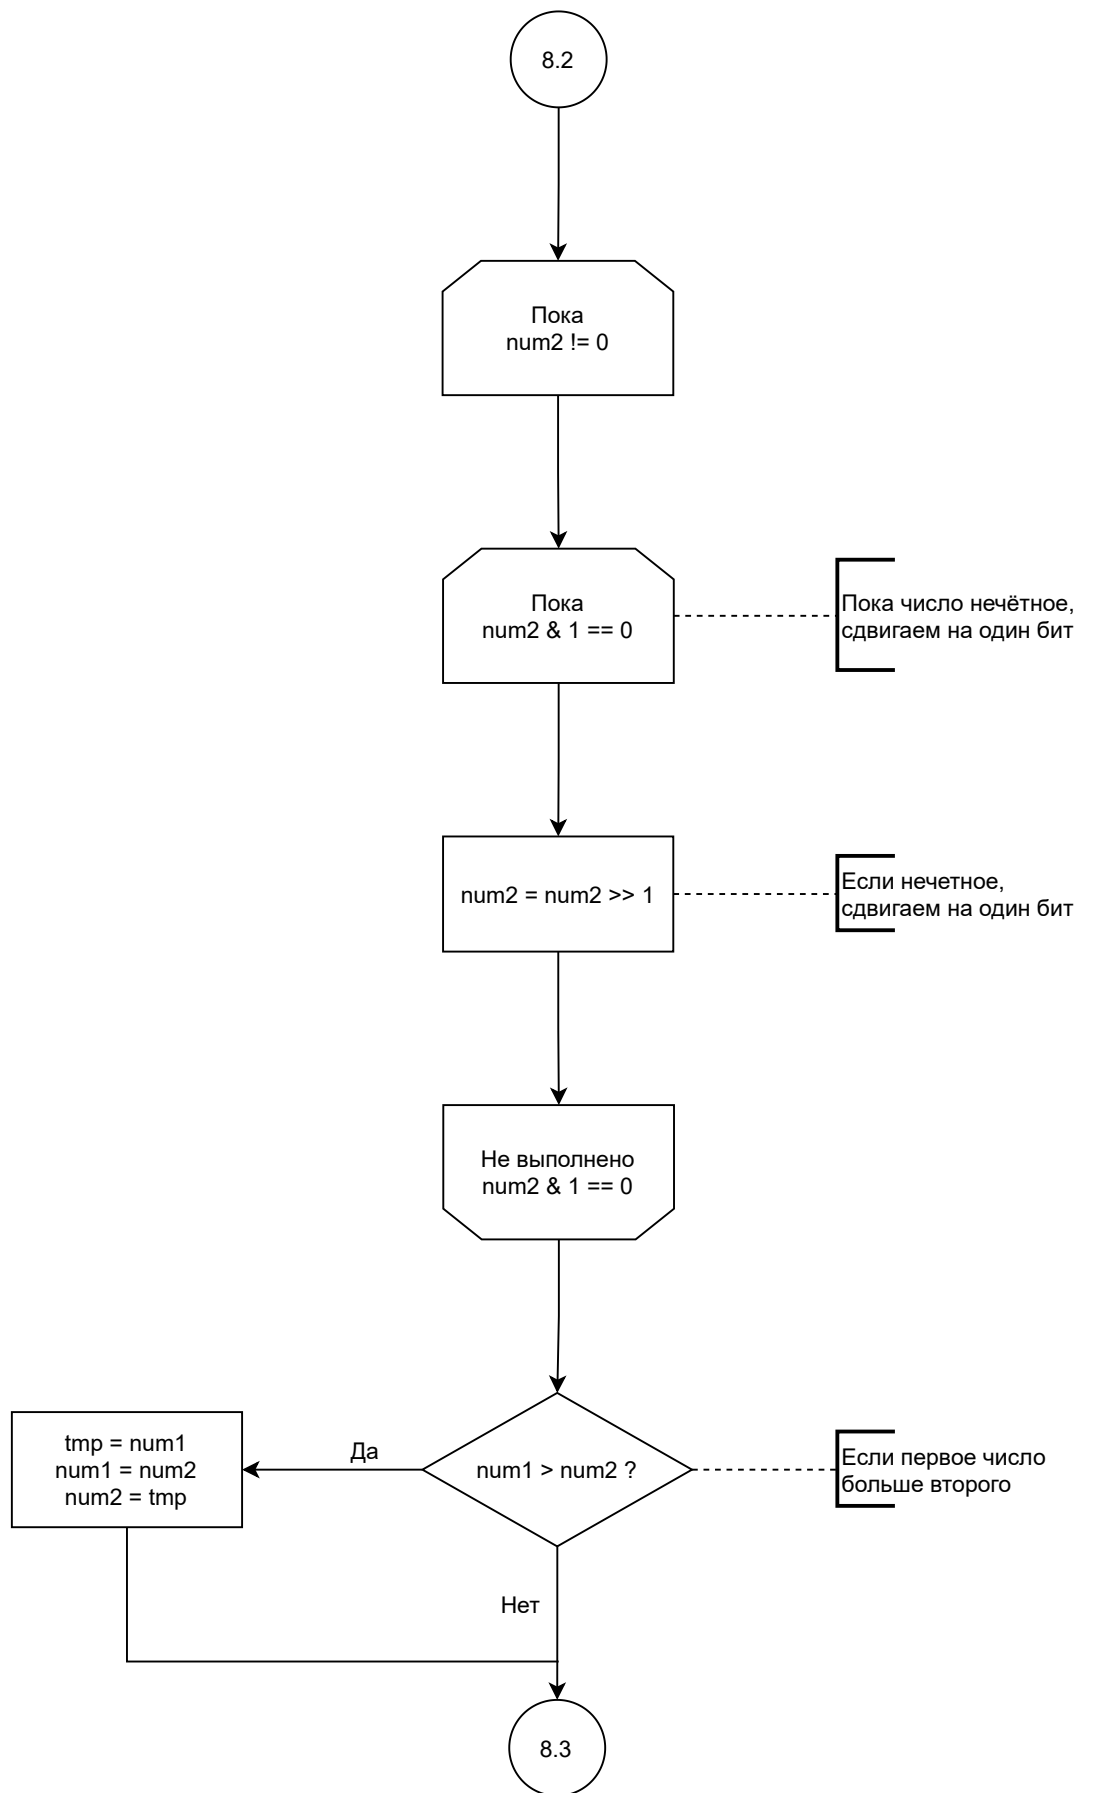 8.2
Пока
num2 != 0
Пока
num2 & 1 == 0
Пока число нечётное,
сдвигаем на один бит
num2 = num2 >> 1
Если нечетное,
сдвигаем на один бит
Не выполнено
num2 & 1 == 0
tmp = num1
num1 = num2
num2 = tmp
Да
num1 > num2 ?
Если первое число
больше второго
Нет
8.3